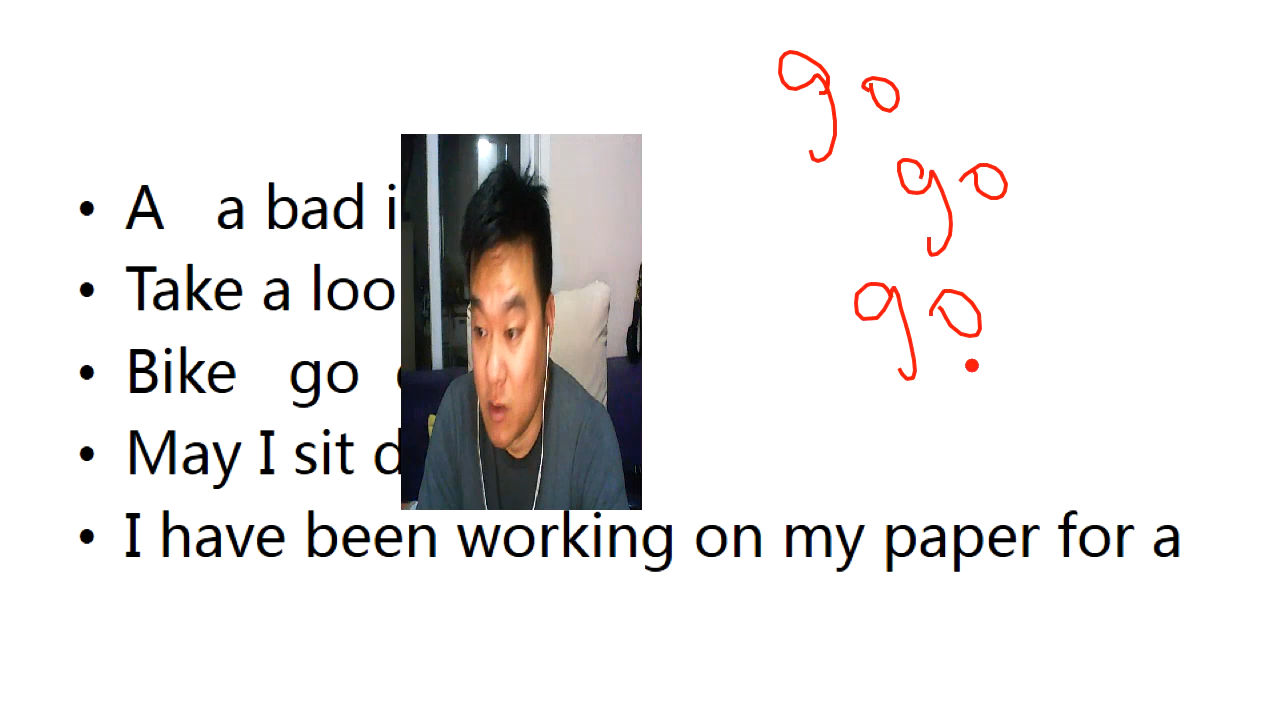 go
go
go
• A a bad i
• Take a loo
• Bike go
• May I sit d
• I have been working on my paper for a